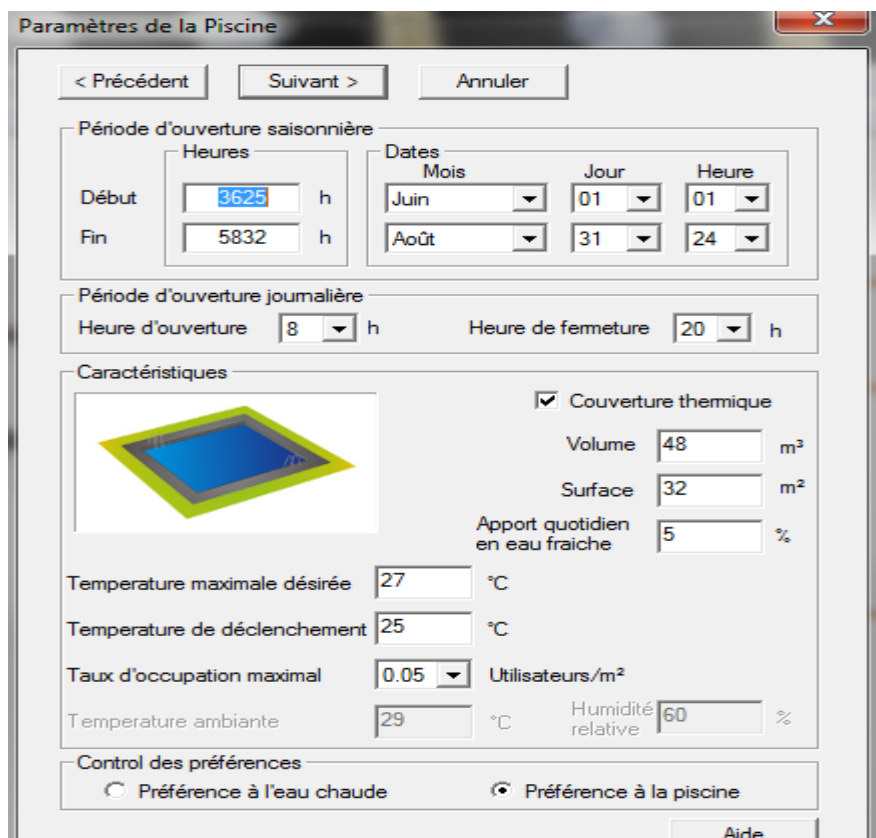 Paramètres de la Piscine
< Précédent Suivant > Annuler
Période d'ouverture saisonnière
Heures Dates
Mois Jour Heure
Début 3625 h Juin 01 01
Fin 5832 h Août 31 24
Période d'ouverture journalière
Heure d'ouverture 8 h Heure de fermeture 20 h
Caractéristiques
Couverture thermique
Volume 48 m³
Surface 32 m²
Apport quotidien
en eau fraiche 5 %
Temperature maximale désirée 27 °C
Temperature de déclenchement 25 °C
Taux d'occupation maximal 0.05 Utilisateurs/m²
Temperature ambiante 29 °C Humidité
relative 60 %
Control des préférences
Préférence à l'eau chaude Préférence à la piscine
Aide